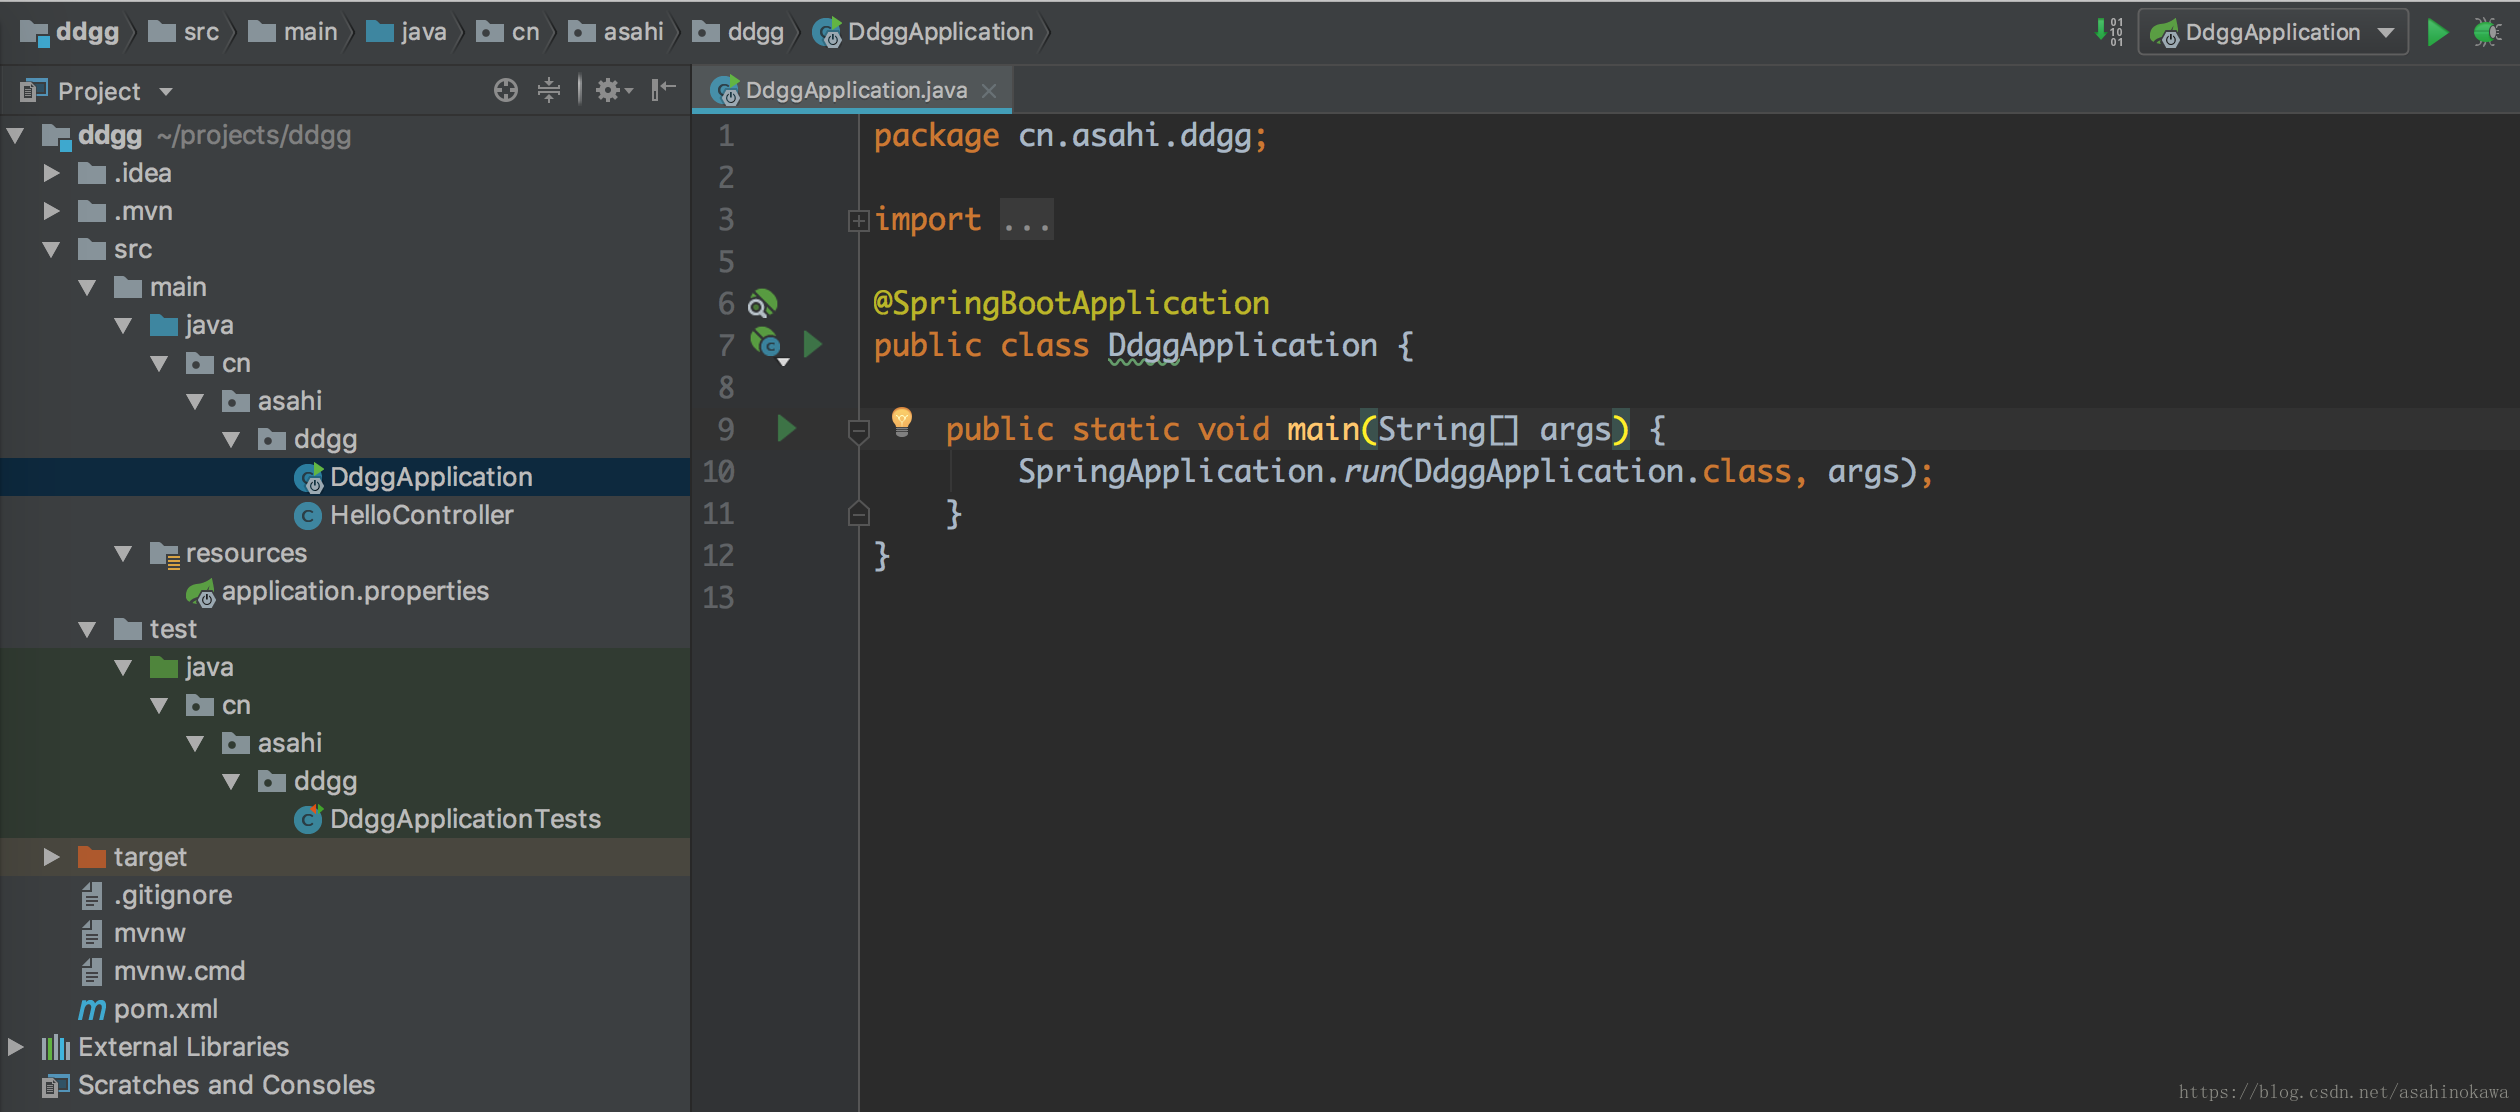 ddgg src main java cn asahi ddgg DdggApplication
DdggApplication
Project
ddgg ~/projects/ddgg
.idea
.mvn
src
main
java
cn
asahi
ddgg
DdggApplication
HelloController
resources
application.properties
test
java
cn
asahi
ddgg
DdggApplicationTests
target
.gitignore
mvnw
mvnw.cmd
pom.xml
External Libraries
Scratches and Consoles
DdggApplication.java
1 package cn.asahi.ddgg;
2
3 import ...
5
6 @SpringBootApplication
7 public class DdggApplication {
8
9 public static void main(String[] args) {
10 SpringApplication.run(DdggApplication.class, args);
11 }
12 }
13
https://blog.csdn.net/asahinokawa